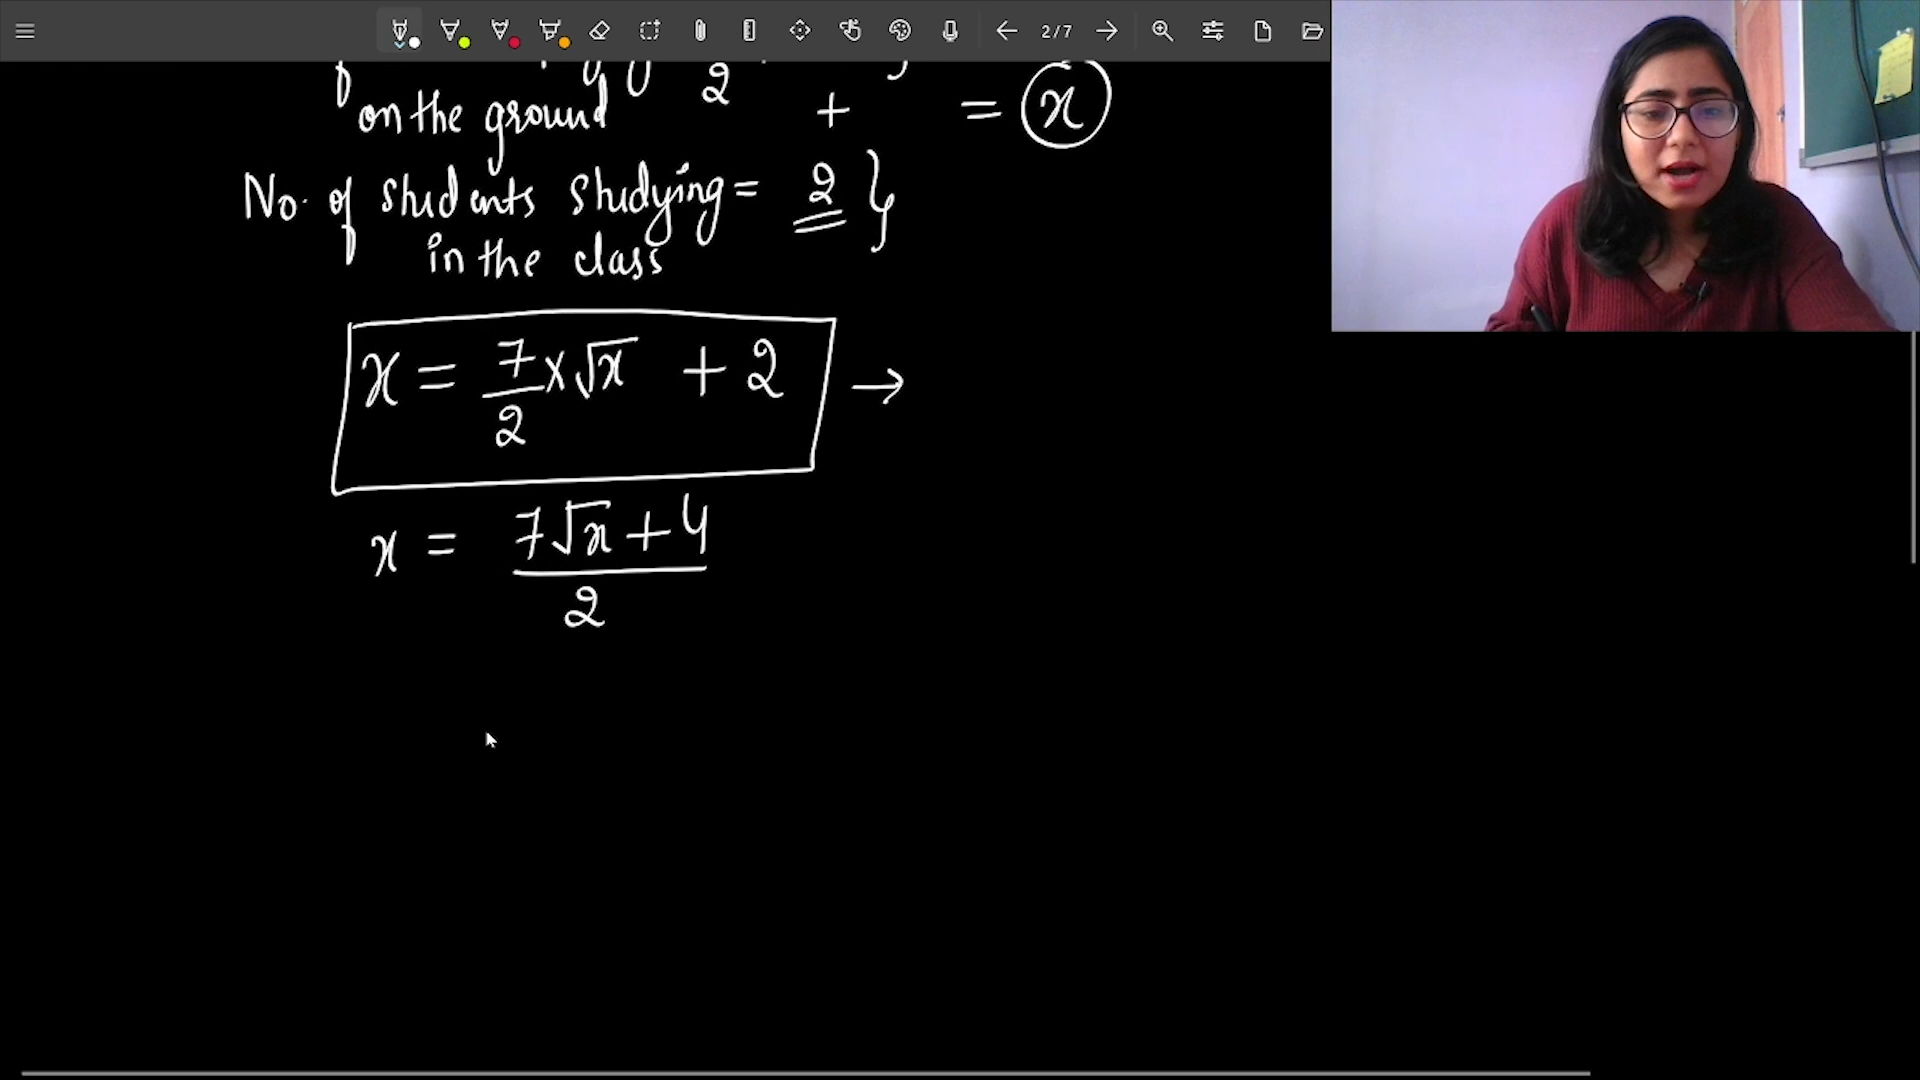 2/7
2
on the ground + = x
No. of students studying = 2 }
in the class
x = 7/2 × √x + 2 →
x = 7√x + 4
2